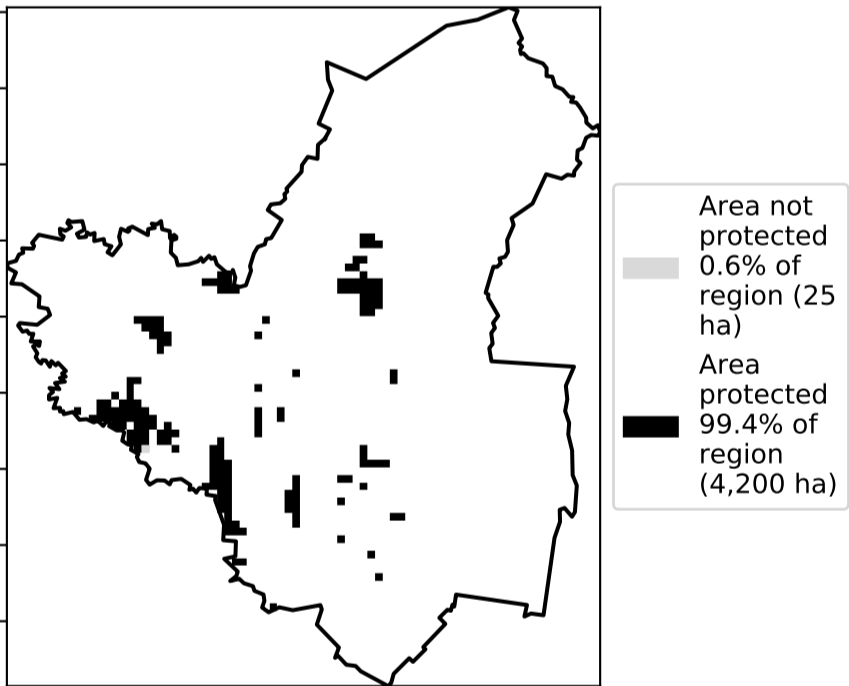 Area not
protected
0.6% of
region (25
ha)
Area
protected
99.4% of
region
(4,200 ha)